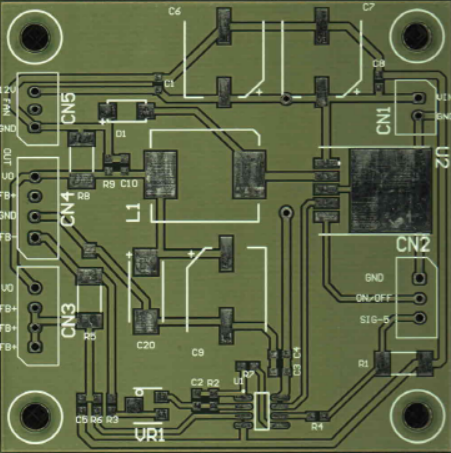 C6
C7
C8
C1
12V
FAN
GND
CN5
D1
VIN
GND
CN1
OUT
U2
R9
C10
VO
FB+
GND
FB-
CN4
R8
L1
CN2
GND
ON-OFF
SIG-5
VO
FB+
FB+
FB+
CN3
R5
C20
C9
C4
C3
R1
R7
U1
C2
R2
C5
R6
R3
VR1
R4